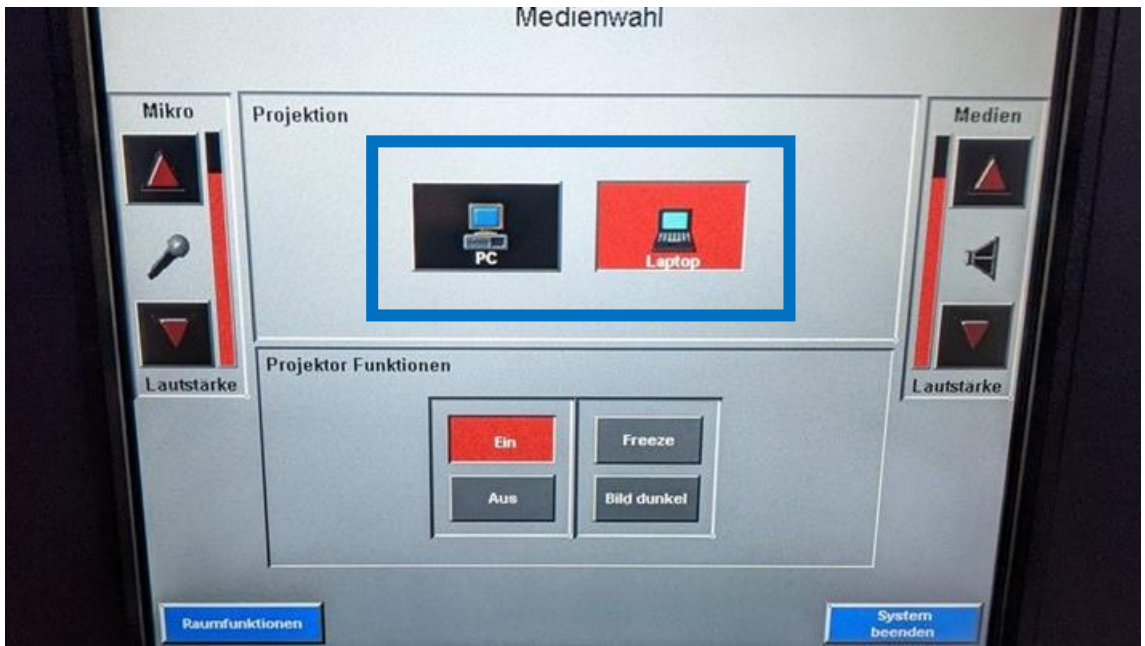 Medienwahl
Mikro
Projektion
Medien
PC
Laptop
Lautstärke
Projektor Funktionen
Lautstärke
Ein
Freeze
Aus
Bild dunkel
Raumfunktionen
System
beenden